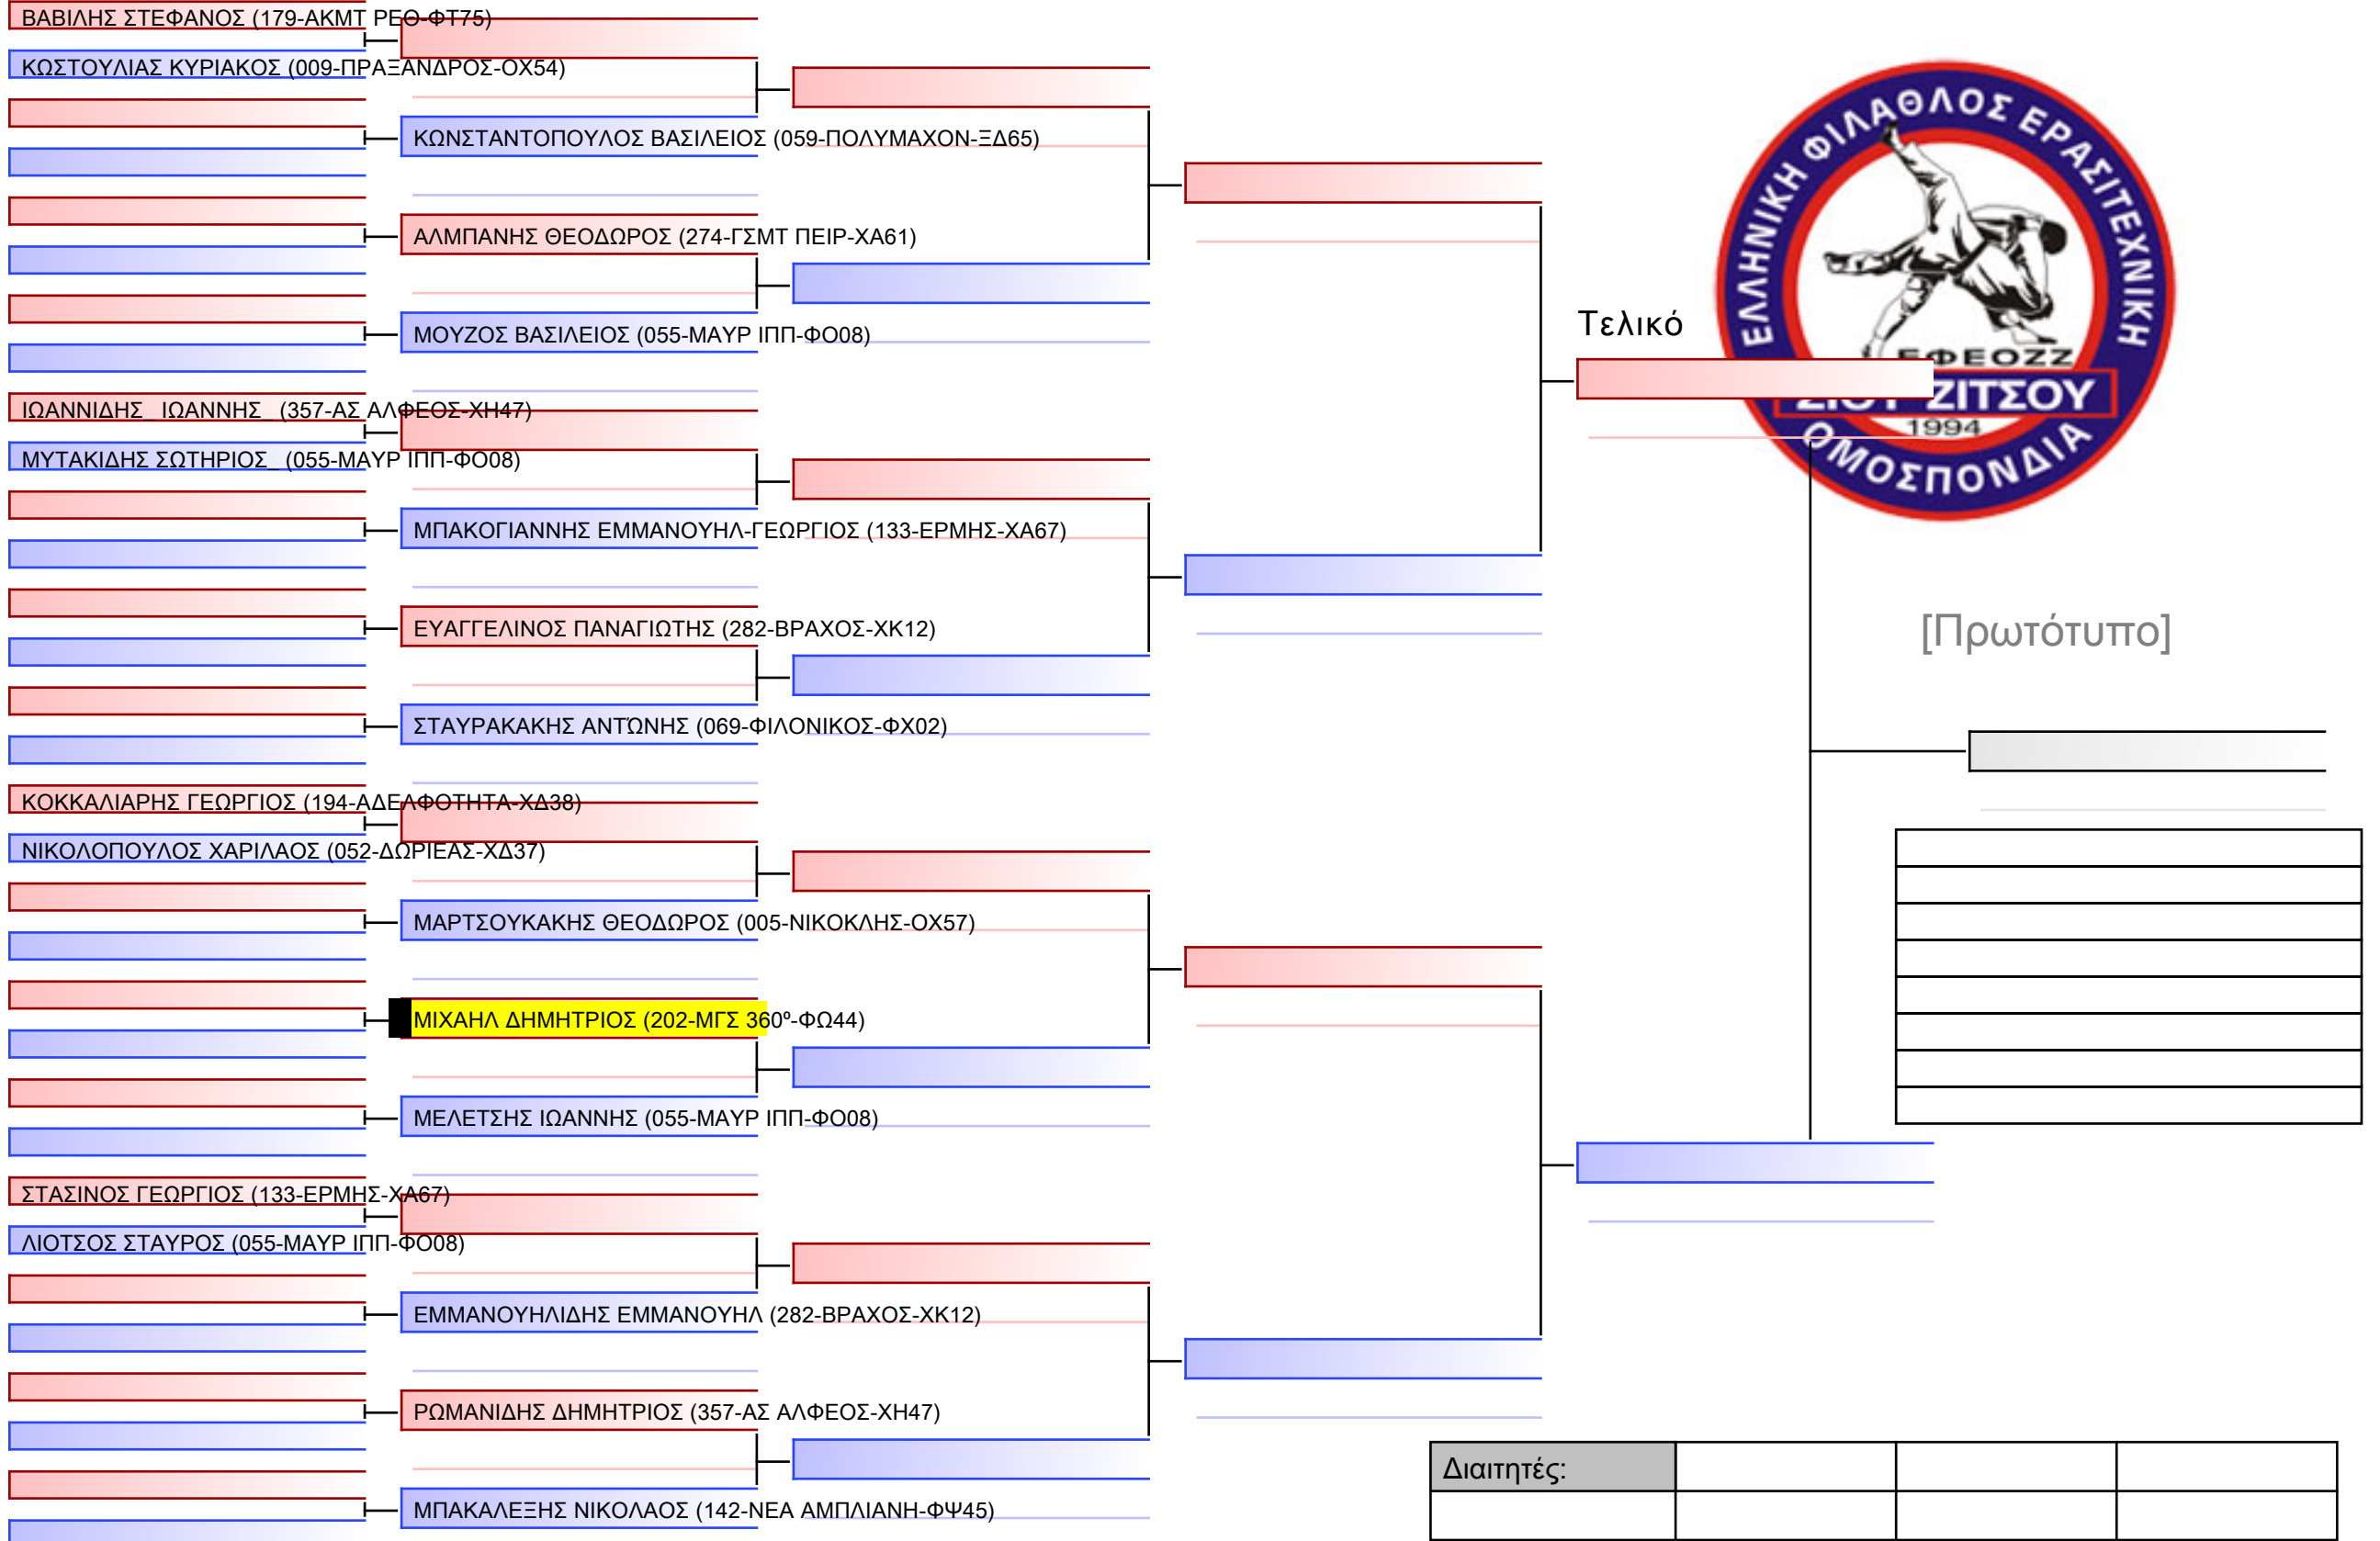 ΒΑΒΙΛΗΣ ΣΤΕΦΑΝΟΣ (179-ΑΚΜΤ ΡΕΘ-ΦΤ75)
ΚΩΣΤΟΥΛΙΑΣ ΚΥΡΙΑΚΟΣ (009-ΠΡΑΞΑΝΔΡΟΣ-ΟΧ54)
ΚΩΝΣΤΑΝΤΟΠΟΥΛΟΣ ΒΑΣΙΛΕΙΟΣ (059-ΠΟΛΥΜΑΧΟΝ-ΞΔ65)
ΑΛΜΠΑΝΗΣ ΘΕΟΔΩΡΟΣ (274-ΓΣΜΤ ΠΕΙΡ-ΧΑ61)
ΜΟΥΖΟΣ ΒΑΣΙΛΕΙΟΣ (055-ΜΑΥΡ ΙΠΠ-ΦΟ08)
ΙΩΑΝΝΙΔΗΣ_ ΙΩΑΝΝΗΣ_ (357-ΑΣ ΑΛΦΕΟΣ-ΧΗ47)
ΜΥΤΑΚΙΔΗΣ ΣΩΤΗΡΙΟΣ_ (055-ΜΑΥΡ ΙΠΠ-ΦΟ08)
ΜΠΑΚΟΓΙΑΝΝΗΣ ΕΜΜΑΝΟΥΗΛ-ΓΕΩΡΓΙΟΣ (133-ΕΡΜΗΣ-ΧΑ67)
ΕΥΑΓΓΕΛΙΝΟΣ ΠΑΝΑΓΙΩΤΗΣ (282-ΒΡΑΧΟΣ-ΧΚ12)
ΣΤΑΥΡΑΚΑΚΗΣ ΑΝΤΏΝΗΣ (069-ΦΙΛΟΝΙΚΟΣ-ΦΧ02)
ΚΟΚΚΑΛΙΑΡΗΣ ΓΕΩΡΓΙΟΣ (194-ΑΔΕΛΦΟΤΗΤΑ-ΧΔ38)
ΝΙΚΟΛΟΠΟΥΛΟΣ ΧΑΡΙΛΑΟΣ (052-ΔΩΡΙΕΑΣ-ΧΔ37)
ΜΑΡΤΣΟΥΚΑΚΗΣ ΘΕΟΔΩΡΟΣ (005-ΝΙΚΟΚΛΗΣ-ΟΧ57)
ΜΙΧΑΗΛ ΔΗΜΗΤΡΙΟΣ (202-ΜΓΣ 360º-ΦΩ44)
ΜΕΛΕΤΣΗΣ ΙΩΑΝΝΗΣ (055-ΜΑΥΡ ΙΠΠ-ΦΟ08)
ΣΤΑΣΙΝΟΣ ΓΕΩΡΓΙΟΣ (133-ΕΡΜΗΣ-ΧΑ67)
ΛΙΟΤΣΟΣ ΣΤΑΥΡΟΣ (055-ΜΑΥΡ ΙΠΠ-ΦΟ08)
ΕΜΜΑΝΟΥΗΛΙΔΗΣ ΕΜΜΑΝΟΥΗΛ (282-ΒΡΑΧΟΣ-ΧΚ12)
ΡΩΜΑΝΙΔΗΣ ΔΗΜΗΤΡΙΟΣ (357-ΑΣ ΑΛΦΕΟΣ-ΧΗ47)
ΜΠΑΚΑΛΕΞΗΣ ΝΙΚΟΛΑΟΣ (142-ΝΕΑ ΑΜΠΛΙΑΝΗ-ΦΨ45)
Τελικό
ΕΛΛΗΝΙΚΗ ΦΙΛΑΘΛΟΣ ΕΡΑΣΙΤΕΧΝΙΚΗ
ΕΦΕΟΖΖ
ΖΙΟΥ ΖΙΤΣΟΥ
1994
ΟΜΟΣΠΟΝΔΙΑ
[Πρωτότυπο]
Διαιτητές: